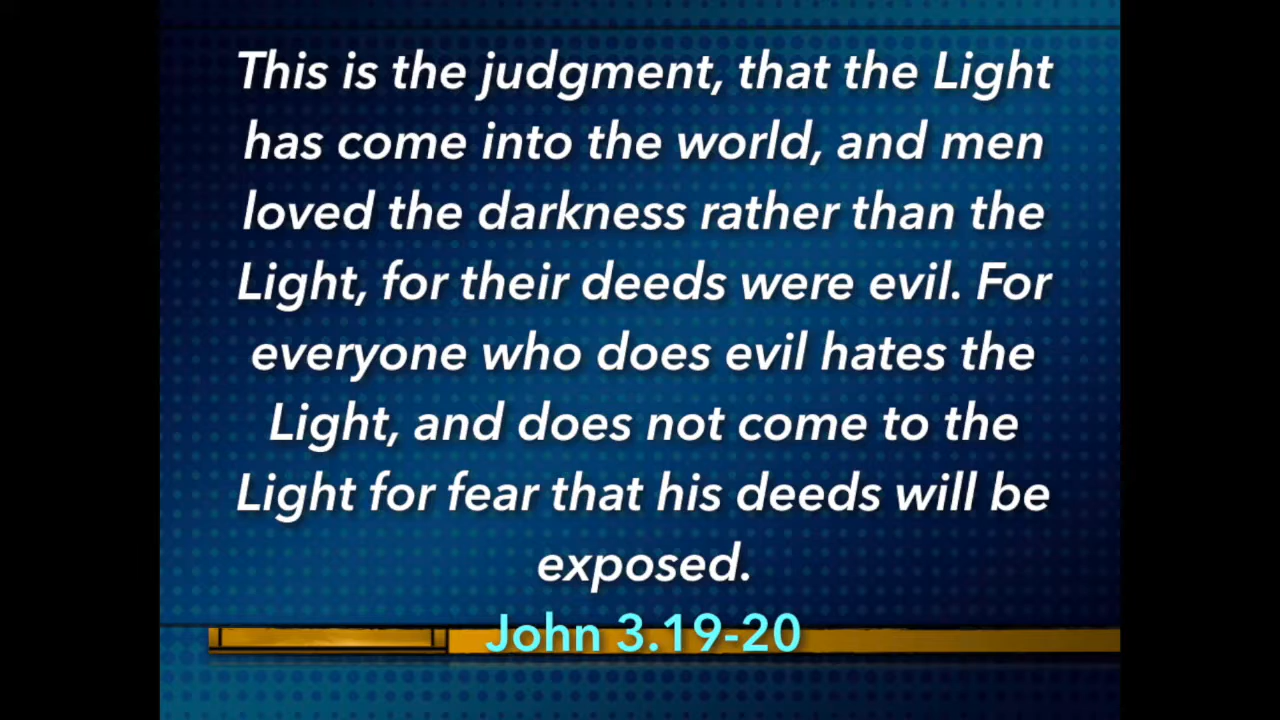 This is the judgment, that the Light
has come into the world, and men
loved the darkness rather than the
Light, for their deeds were evil. For
everyone who does evil hates the
Light, and does not come to the
Light for fear that his deeds will be
exposed.
John 3.19-20